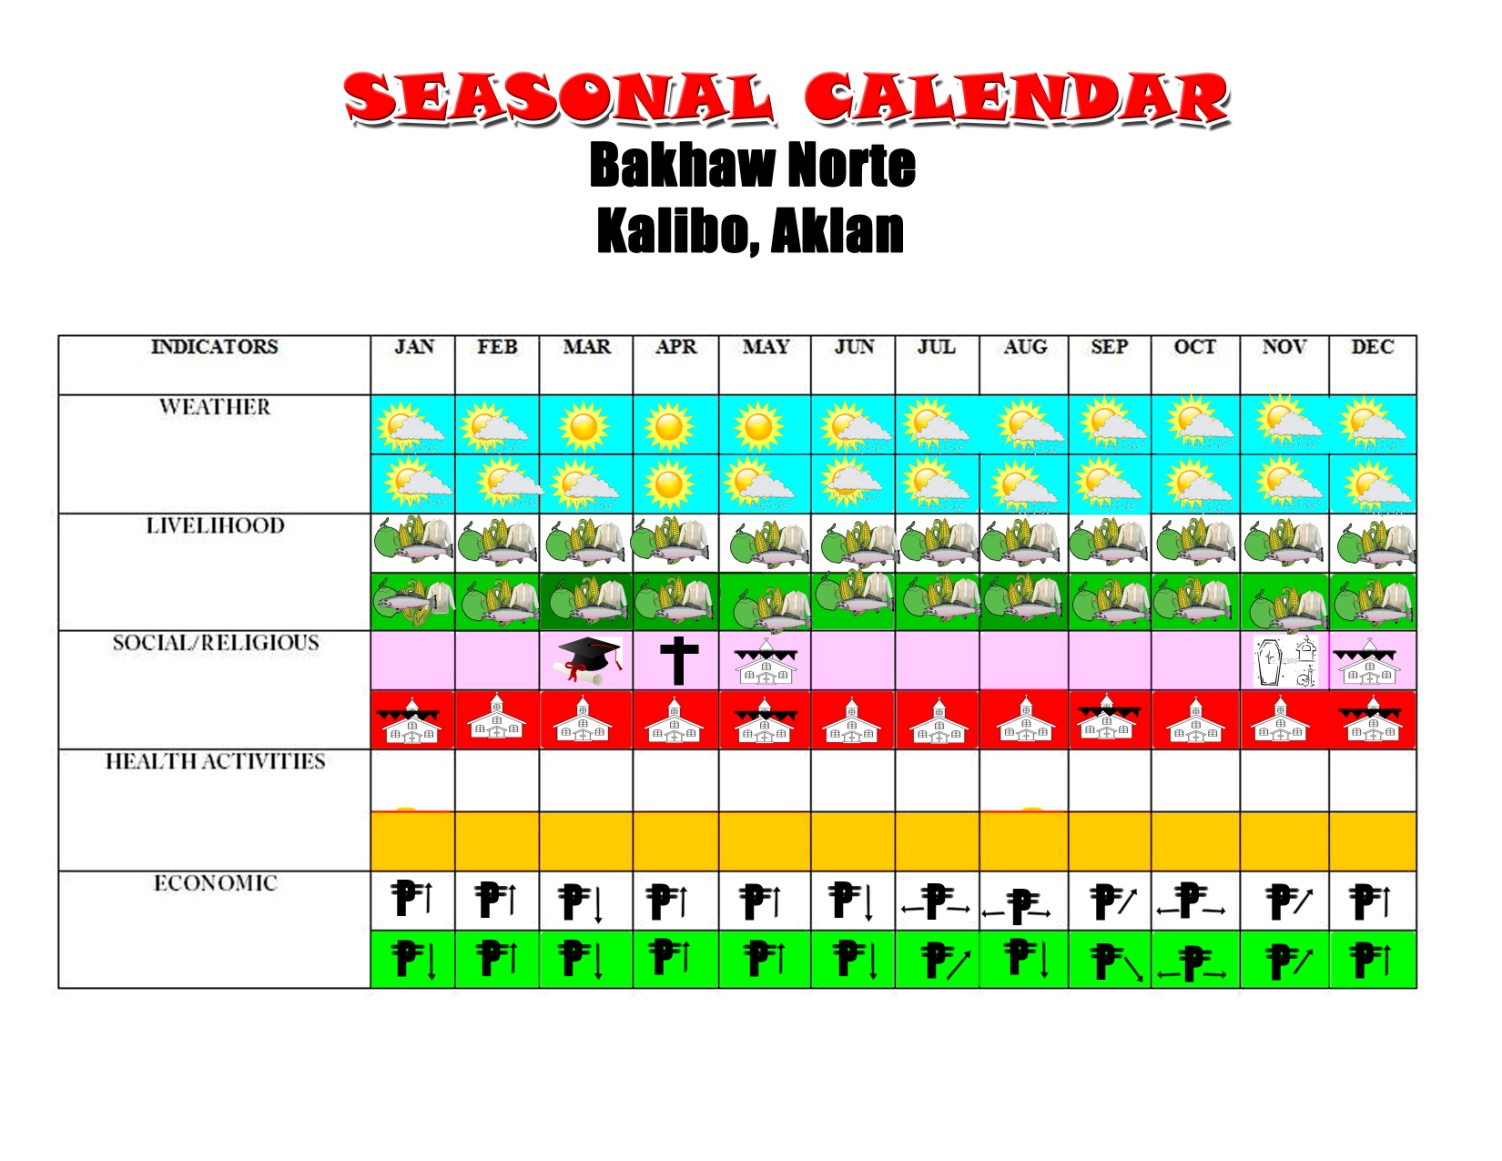 SEASONAL CALENDAR
Bakhaw Norte
Kalibo, Aklan
INDICATORS JAN FEB MAR APR MAY JUN JUL AUG SEP OCT NOV DEC
WEATHER
LIVELIHOOD
SOCIAL/RELIGIOUS
HEALTH ACTIVITIES
ECONOMIC